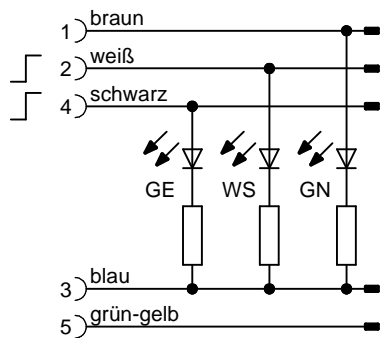 1 braun
2 weiß
4 schwarz
GE WS GN
3 blau
5 grün-gelb